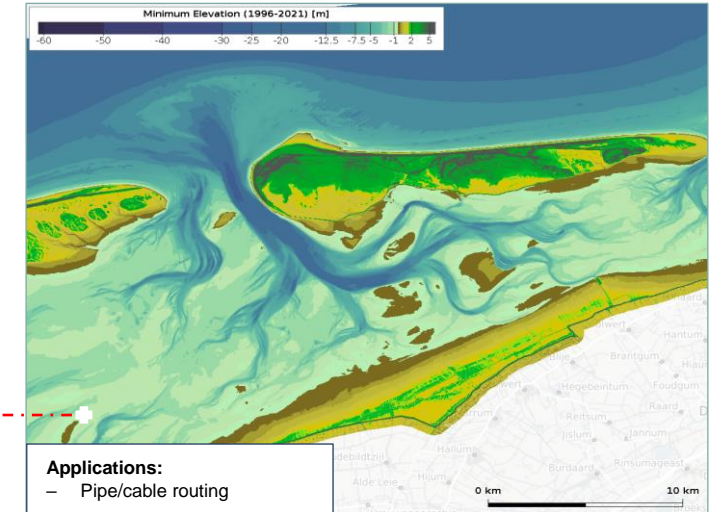 Minimum Elevation (1996-2021) [m]
-60 -50 -40 -30 -25 -20 -12.5 -7.5 -5 -1 2 5
Hantum
Brantgum
Hegebeintum Foudgum
Raard
Reitsum
Jislum Jannum
Hallum
Rinsumageast
Burdaard
Hijum
Alde Leie
Applications:
– Pipe/cable routing
0 km 10 km